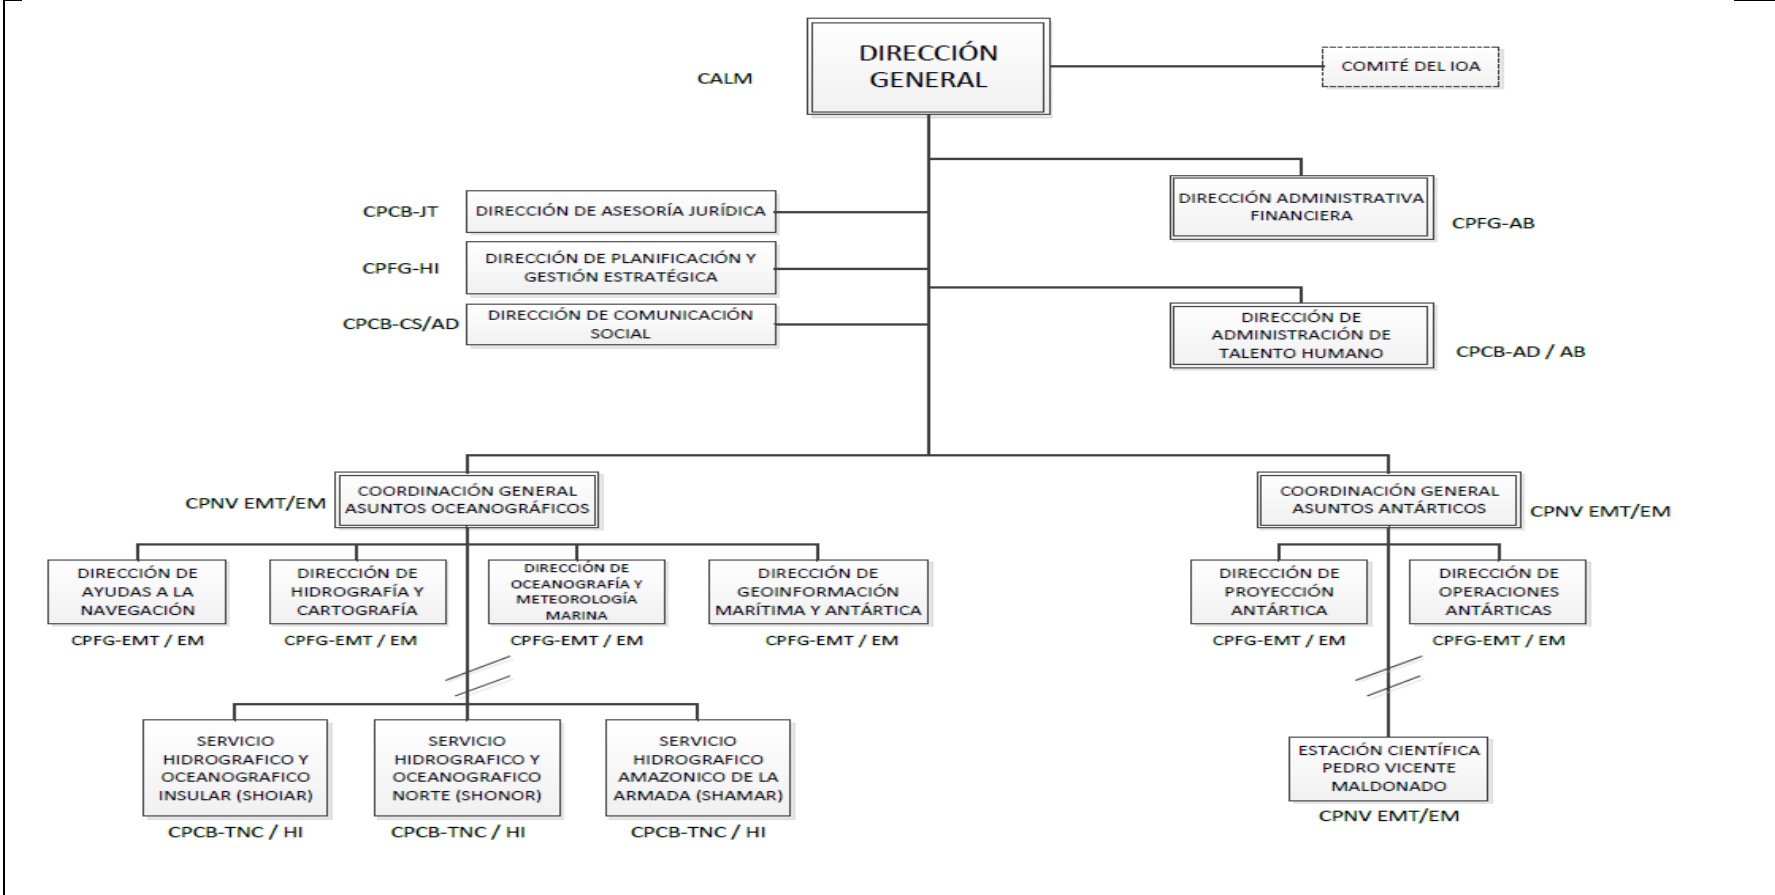 DIRECCIÓN
GENERAL
CALM
COMITÉ DEL IOA
DIRECCIÓN ADMINISTRATIVA
FINANCIERA
CPFG-AB
CPCB-JT
DIRECCIÓN DE ASESORÍA JURÍDICA
CPFG-HI
DIRECCIÓN DE PLANIFICACIÓN Y
GESTIÓN ESTRATÉGICA
CPCB-CS/AD
DIRECCIÓN DE COMUNICACIÓN
SOCIAL
DIRECCIÓN DE
ADMINISTRACIÓN DE
TALENTO HUMANO
CPCB-AD / AB
CPNV EMT/EM
COORDINACIÓN GENERAL
ASUNTOS OCEANOGRÁFICOS
COORDINACIÓN GENERAL
ASUNTOS ANTÁRTICOS
CPNV EMT/EM
DIRECCIÓN DE
AYUDAS A LA
NAVEGACIÓN
CPFG-EMT / EM
DIRECCIÓN DE
HIDROGRAFÍA Y
CARTOGRAFÍA
CPFG-EMT / EM
DIRECCIÓN DE
OCEANOGRAFÍA Y
METEOROLOGÍA
MARINA
CPFG-EMT / EM
DIRECCIÓN DE
GEOINFORMACIÓN
MARÍTIMA Y ANTÁRTICA
CPFG-EMT / EM
DIRECCIÓN DE
PROYECCIÓN
ANTÁRTICA
CPFG-EMT / EM
DIRECCIÓN DE
OPERACIONES
ANTÁRTICAS
CPFG-EMT / EM
SERVICIO
HIDROGRAFICO Y
OCEANOGRAFICO
INSULAR (SHOIAR)
CPCB-TNC / HI
SERVICIO
HIDROGRAFICO Y
OCEANOGRAFICO
NORTE (SHONOR)
CPCB-TNC / HI
SERVICIO
HIDROGRAFICO
AMAZONICO DE LA
ARMADA (SHAMAR)
CPCB-TNC / HI
ESTACIÓN CIENTÍFICA
PEDRO VICENTE
MALDONADO
CPNV EMT/EM